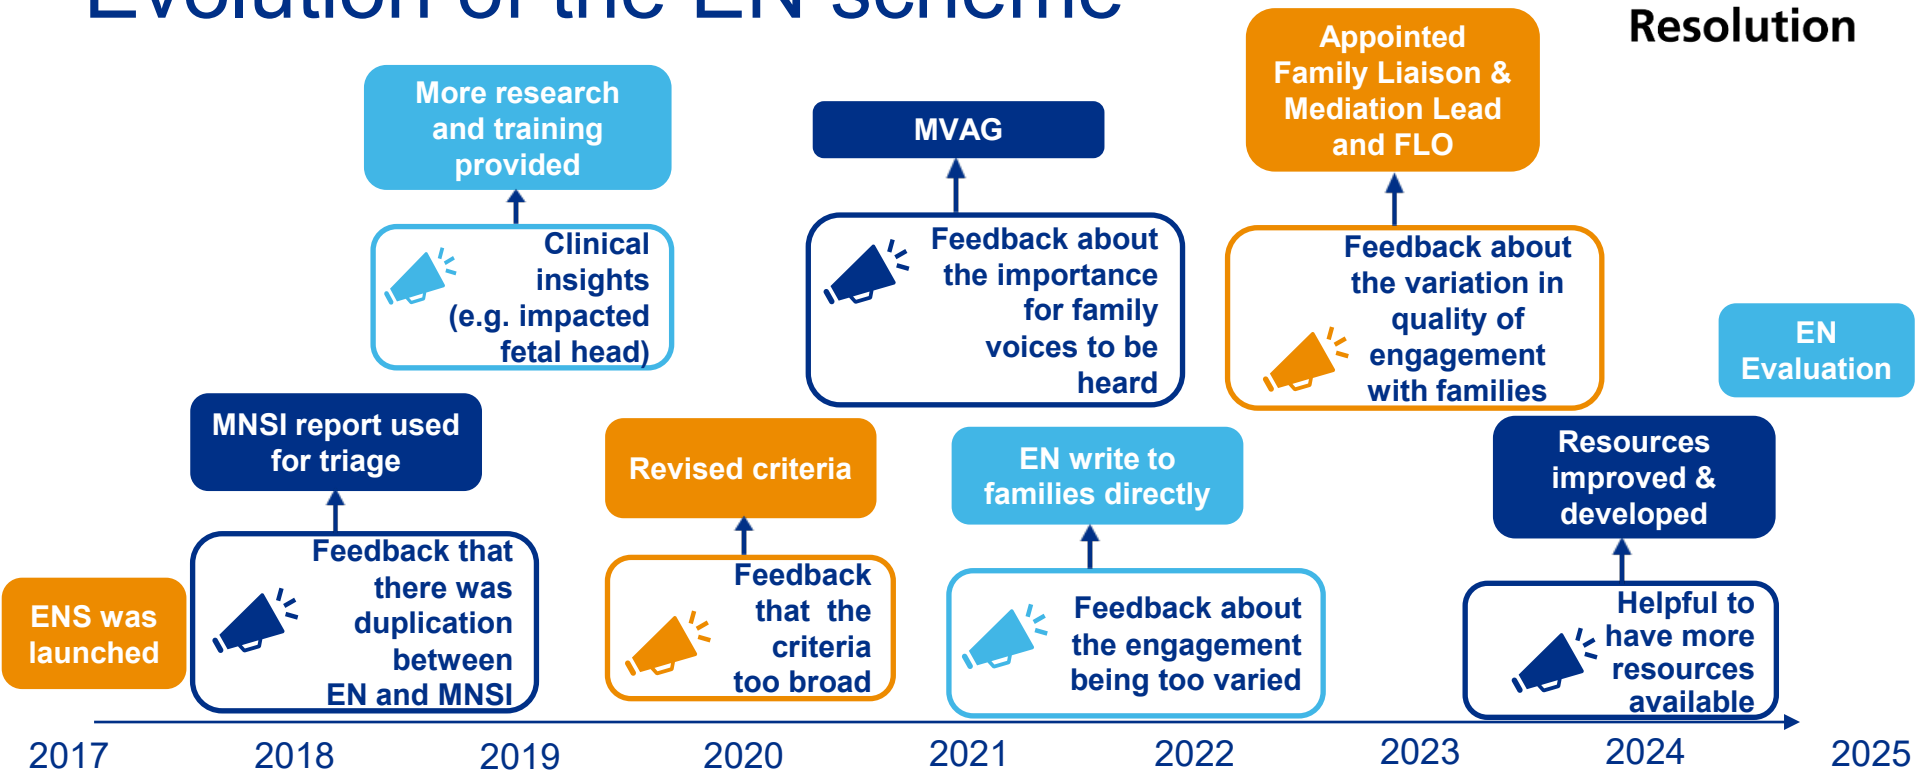 Evolution of the EN scheme
Resolution
More research
and training
provided
MVAG
Appointed
Family Liaison &
Mediation Lead
and FLO
Clinical
insights
(e.g. impacted
fetal head)
Feedback about
the importance
for family
voices to be
heard
Feedback about
the variation in
quality of
engagement
with families
EN
Evaluation
MNSI report used
for triage
Revised criteria
EN write to
families directly
Resources
improved &
developed
ENS was
launched
Feedback that
there was
duplication
between
EN and MNSI
Feedback
that the
criteria
too broad
Feedback about
the engagement
being too varied
Helpful to
have more
resources
available
2017
2018
2019
2020
2021
2022
2023
2024
2025